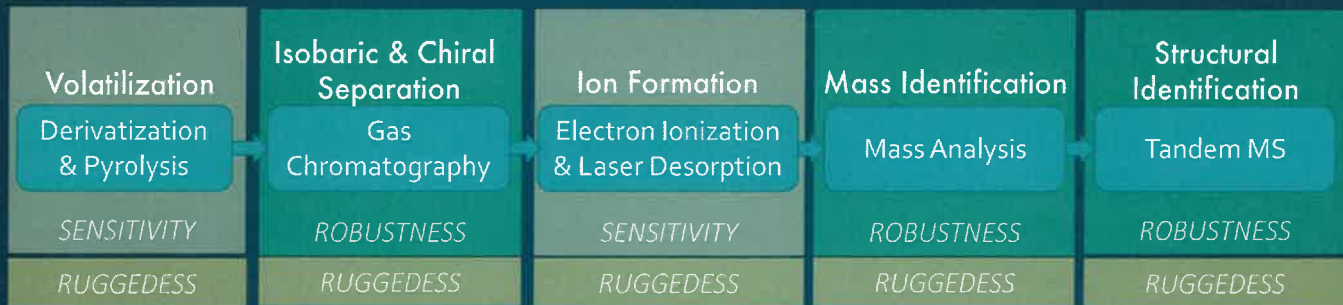 Volatilization
Derivatization
& Pyrolysis
SENSITIVITY
RUGGEDESS
Isobaric & Chiral
Separation
Gas
Chromatography
ROBUSTNESS
RUGGEDESS
Ion Formation
Electron Ionization
& Laser Desorption
SENSITIVITY
RUGGEDESS
Mass Identification
Mass Analysis
ROBUSTNESS
RUGGEDESS
Structural
Identification
Tandem MS
ROBUSTNESS
RUGGEDESS